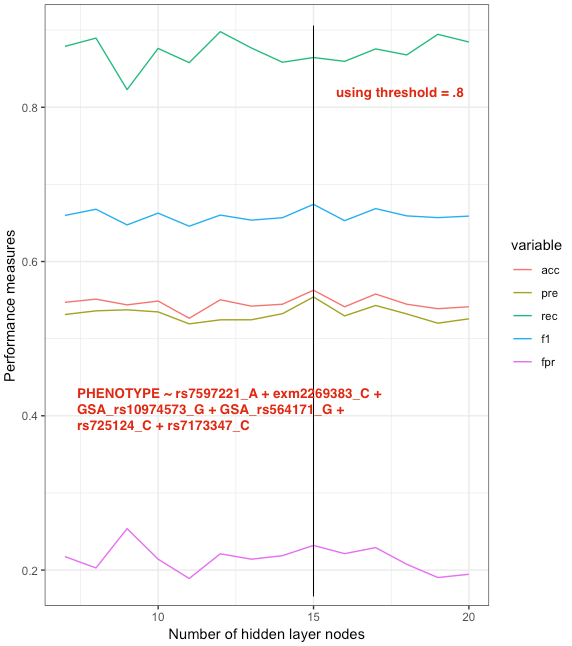 0.8
0.6
0.4
0.2
Performance measures
using threshold = .8
PHENOTYPE ~ rs7597221_A + exm2269383_C +
GSA_rs10974573_G + GSA_rs564171_G +
rs725124_C + rs7173347_C
10
15
20
Number of hidden layer nodes
variable
acc
pre
rec
f1
fpr